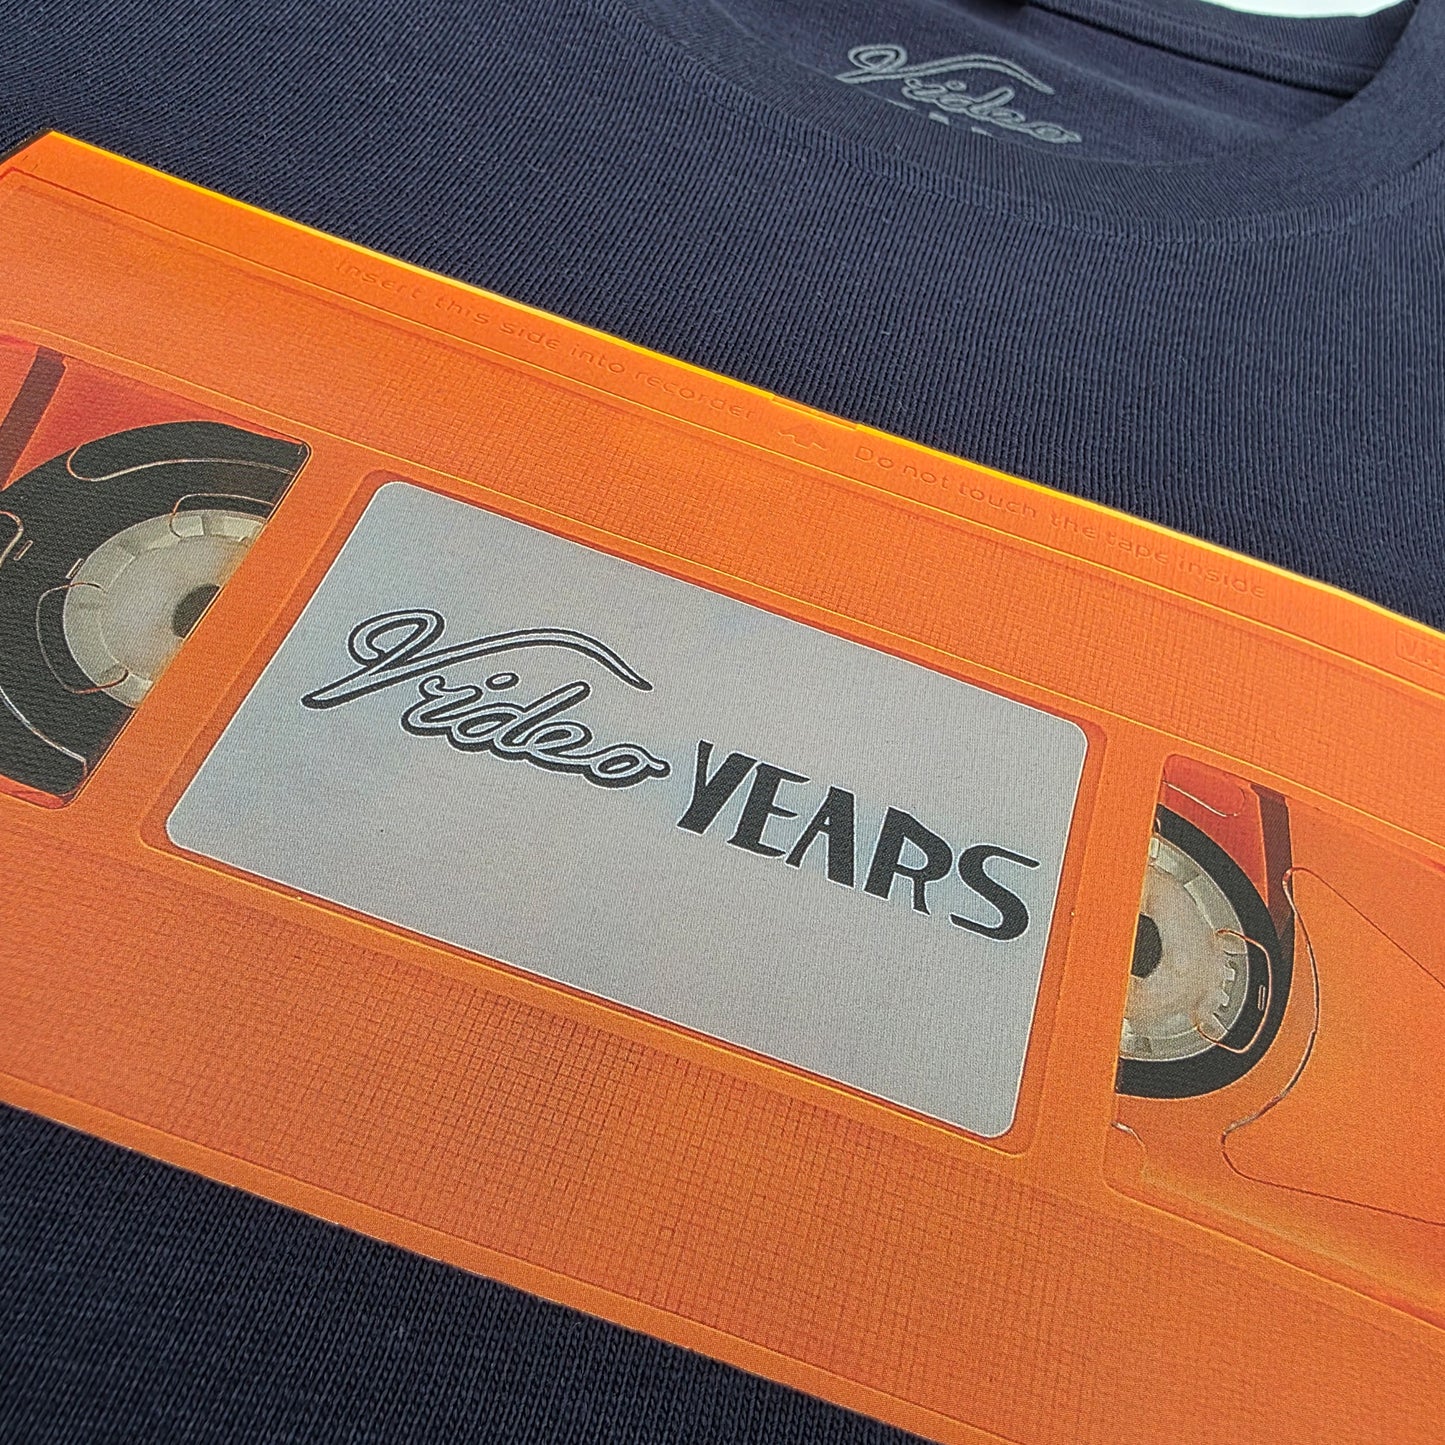 Video
Insert this side into recorder Do not touch the tape inside
Video YEARS